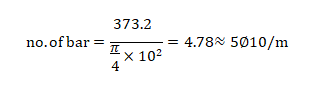 no.of bar = 373.2 / (π/4 × 10²) = 4.78≈ 5Ø10/m